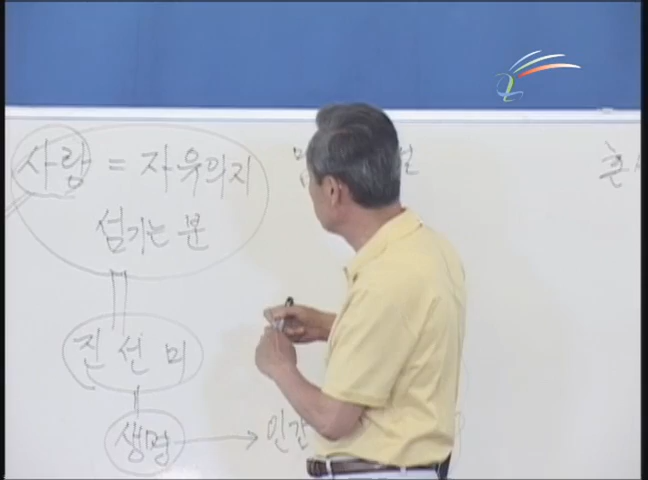 사랑 = 자유의지
섬기는 분
진 선 미
생명 → 인간